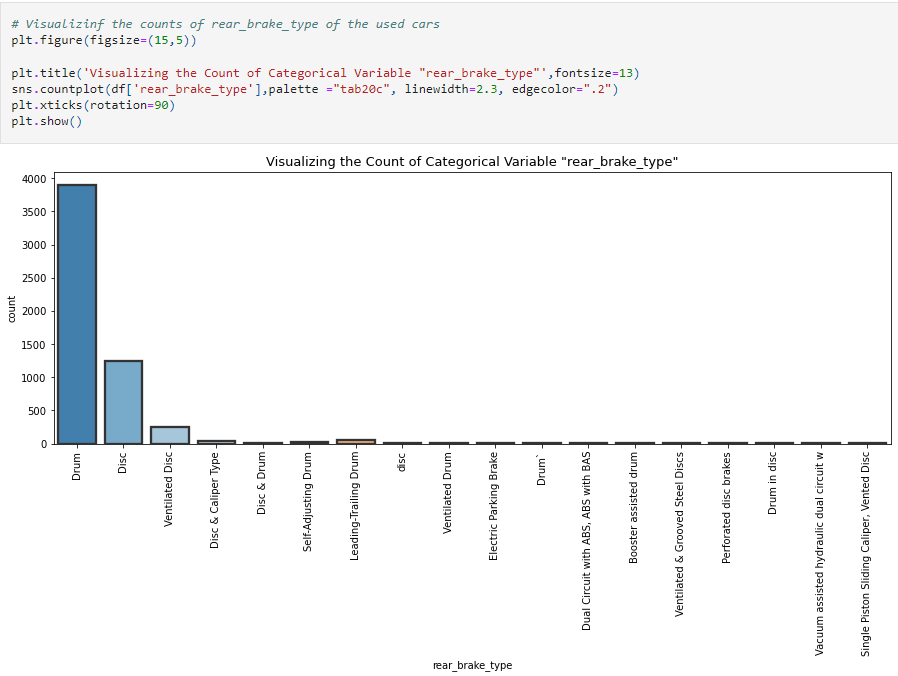 # Visualizinf the counts of rear_brake_type of the used cars
plt.figure(figsize=(15,5))
plt.title('Visualizing the Count of Categorical Variable "rear_brake_type"',fontsize=13)
sns.countplot(df['rear_brake_type'],palette ="tab20c", linewidth=2.3, edgecolor=".2")
plt.xticks(rotation=90)
plt.show()
Visualizing the Count of Categorical Variable "rear_brake_type"
4000
3500
3000
2500
2000
1500
1000
500
0
count
Drum
Disc
Ventilated Disc
Disc & Caliper Type
Disc & Drum
Self-Adjusting Drum
Leading-Trailing Drum
disc
Ventilated Drum
Electric Parking Brake
Drum`
Dual Circuit with ABS, ABS with BAS
Booster assisted drum
Ventilated & Grooved Steel Discs
Perforated disc brakes
Drum in disc
Vacuum assisted hydraulic dual circuit w
Single Piston Sliding Caliper, Vented Disc
rear_brake_type